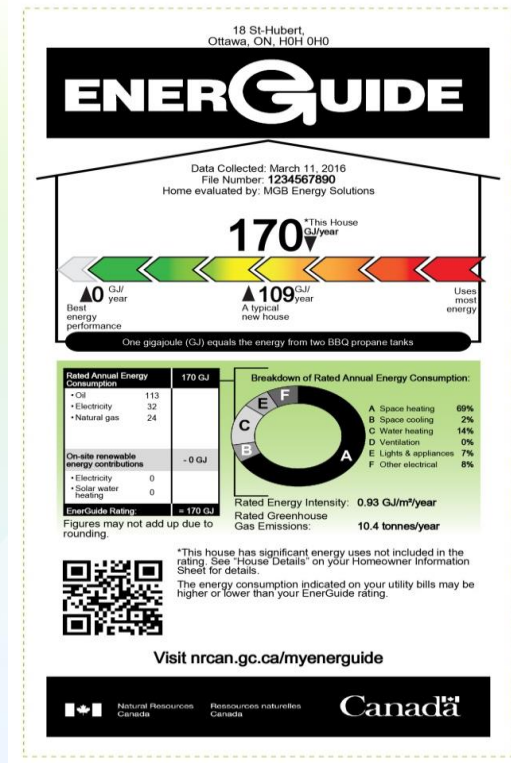 18 St-Hubert,
Ottawa, ON, H0H 0H0
ENERGUIDE
Data Collected: March 11, 2016
File Number: 1234567890
Home evaluated by: MGB Energy Solutions
170 *This House GJ/year
0 GJ/year
Best energy performance
109 GJ/year
A typical new house
Uses most energy
One gigajoule (GJ) equals the energy from two BBQ propane tanks
Rated Annual Energy Consumption 170 GJ
• Oil 113
• Electricity 32
• Natural gas 24
On-site renewable energy contributions - 0 GJ
• Electricity 0
• Solar water heating 0
EnerGuide Rating: = 170 GJ
Figures may not add up due to
rounding.
Breakdown of Rated Annual Energy Consumption:
F
E
C
B
A
A Space heating 69%
B Space cooling 2%
C Water heating 14%
D Ventilation 0%
E Lights & appliances 7%
F Other electrical 8%
Rated Energy Intensity: 0.93 GJ/m²/year
Rated Greenhouse
Gas Emissions: 10.4 tonnes/year
*This house has significant energy uses not included in the
rating. See "House Details" on your Homeowner Information
Sheet for details.
The energy consumption indicated on your utility bills may be
higher or lower than your EnerGuide rating.
Visit nrcan.gc.ca/myenerguide
Natural Resources
Canada
Ressources naturelles
Canada
Canada